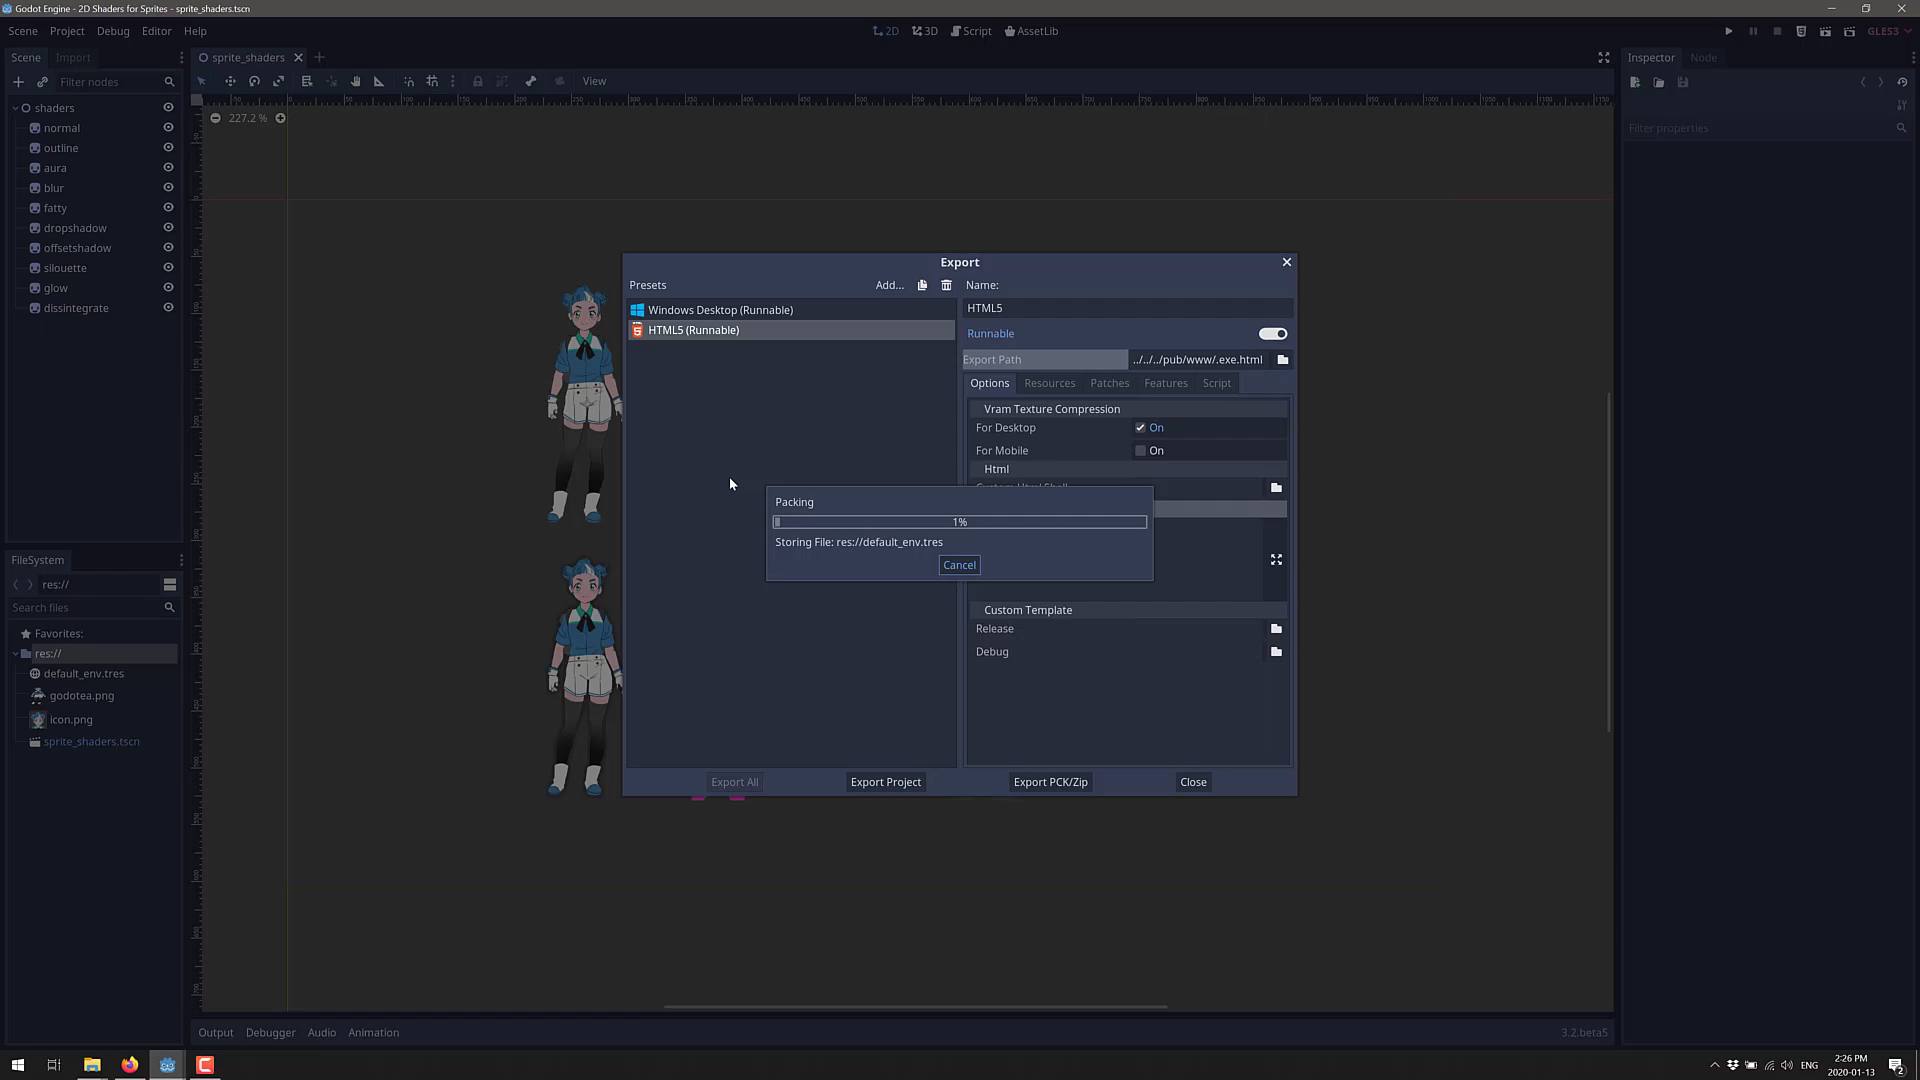 Godot Engine - 2D Shaders for Sprites - sprite_shaders.tscn
Scene Project Debug Editor Help
2D 3D Script AssetLib
GLES3
Scene Import
sprite_shaders
Inspector Node
Filter nodes
View
Filter properties
227.2 %
shaders
normal
outline
aura
blur
fatty
dropshadow
offsetshadow
silouette
glow
dissintegrate
Export
Presets
Add...
Windows Desktop (Runnable)
HTML5 (Runnable)
Name:
HTML5
Runnable
Export Path ../../../pub/www/.exe.html
Options Resources Patches Features Script
Vram Texture Compression
For Desktop On
For Mobile On
Html
Custom Html Shell
Packing
1%
Storing File: res://default_env.tres
Cancel
Custom Template
Release
Debug
Export All Export Project Export PCK/Zip Close
FileSystem
res://
Search files
Favorites:
res://
default_env.tres
godotea.png
icon.png
sprite_shaders.tscn
Output Debugger Audio Animation
3.2.beta5
ENG
2:26 PM
2020-01-13
2